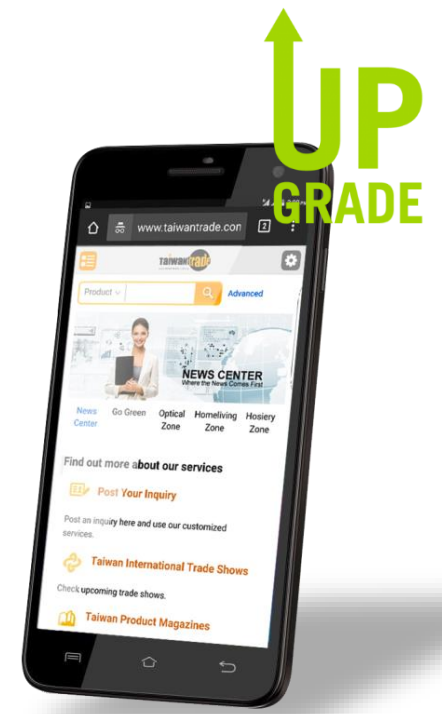 UP
GRADE
www.taiwantrade.con
2
TAIWANtrade
Product
Advanced
NEWS CENTER
Where the News Comes First
News Center
Go Green
Optical Zone
Homeliving Zone
Hosiery Zone
Find out more about our services
Post Your Inquiry
Post an inquiry here and use our customized
services.
Taiwan International Trade Shows
Check upcoming trade shows.
Taiwan Product Magazines